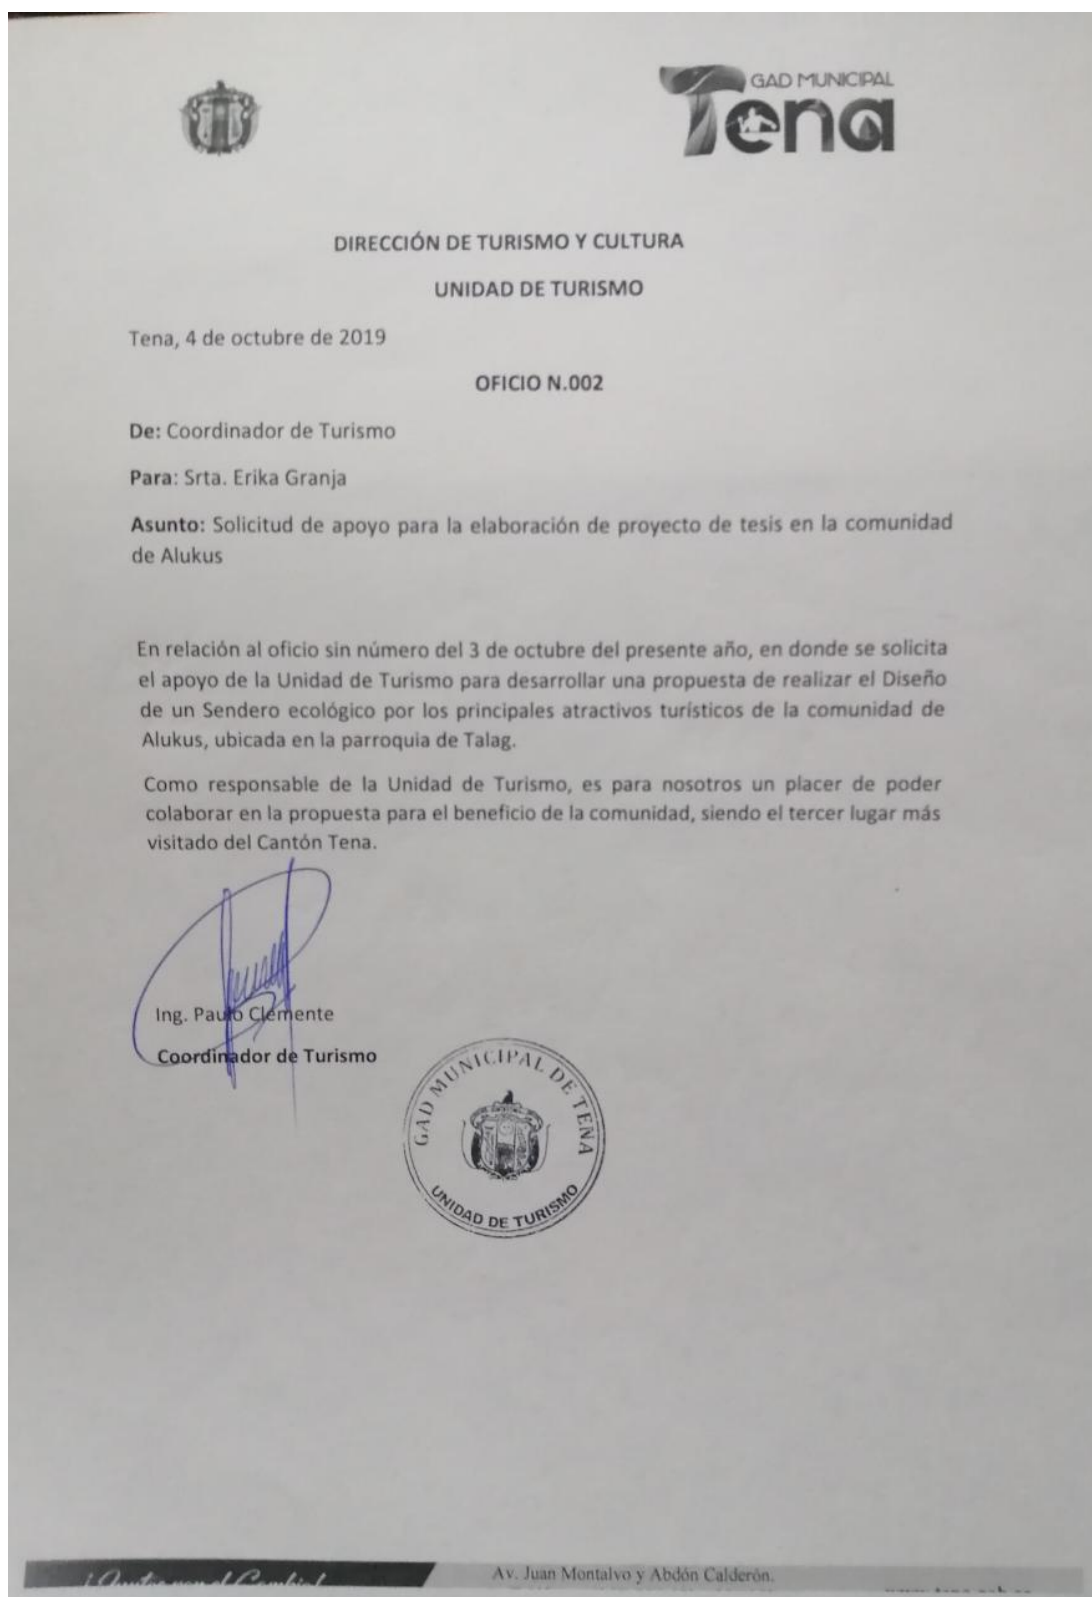 GAD MUNICIPAL
Tena
DIRECCIÓN DE TURISMO Y CULTURA
UNIDAD DE TURISMO
Tena, 4 de octubre de 2019
OFICIO N.002
De: Coordinador de Turismo
Para: Srta. Erika Granja
Asunto: Solicitud de apoyo para la elaboración de proyecto de tesis en la comunidad
de Alukus
En relación al oficio sin número del 3 de octubre del presente año, en donde se solicita
el apoyo de la Unidad de Turismo para desarrollar una propuesta de realizar el Diseño
de un Sendero ecológico por los principales atractivos turísticos de la comunidad de
Alukus, ubicada en la parroquia de Talag.
Como responsable de la Unidad de Turismo, es para nosotros un placer de poder
colaborar en la propuesta para el beneficio de la comunidad, siendo el tercer lugar más
visitado del Cantón Tena.
Ing. Paulo Clemente
Coordinador de Turismo
GAD MUNICIPAL DE TENA
UNIDAD DE TURISMO
Av. Juan Montalvo y Abdón Calderón.